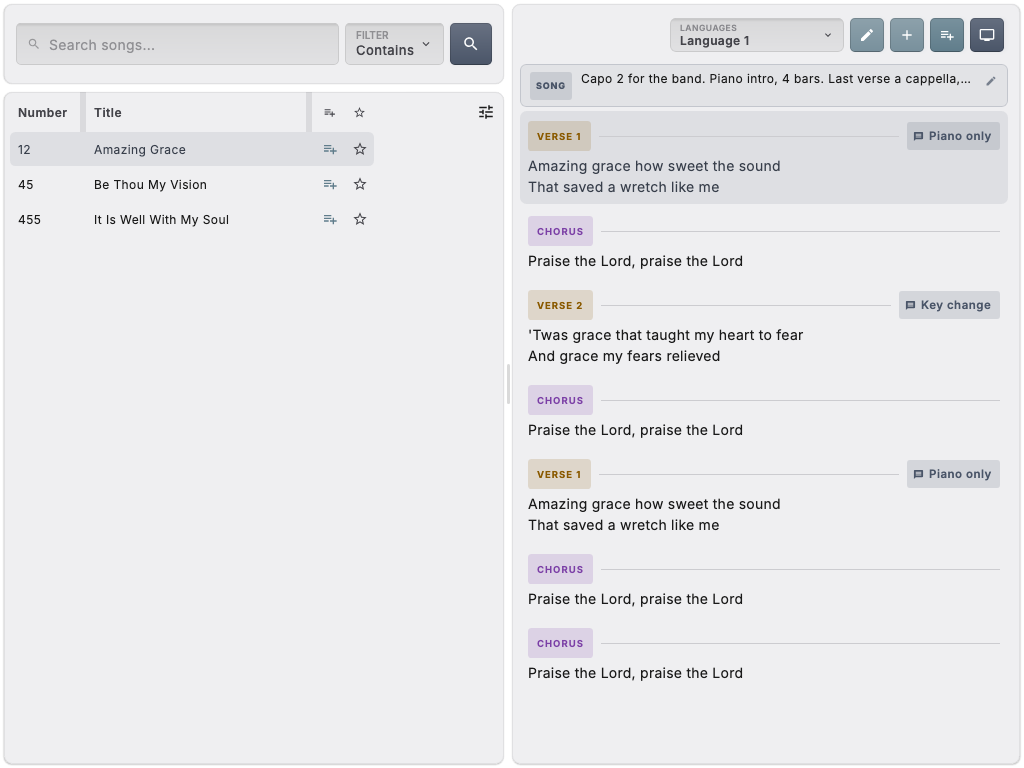 Search songs...
FILTER
Contains
Number Title
12 Amazing Grace
45 Be Thou My Vision
455 It Is Well With My Soul
LANGUAGES
Language 1
SONG Capo 2 for the band. Piano intro, 4 bars. Last verse a cappella,...
VERSE 1 Piano only
Amazing grace how sweet the sound
That saved a wretch like me
CHORUS
Praise the Lord, praise the Lord
VERSE 2 Key change
'Twas grace that taught my heart to fear
And grace my fears relieved
CHORUS
Praise the Lord, praise the Lord
VERSE 1 Piano only
Amazing grace how sweet the sound
That saved a wretch like me
CHORUS
Praise the Lord, praise the Lord
CHORUS
Praise the Lord, praise the Lord